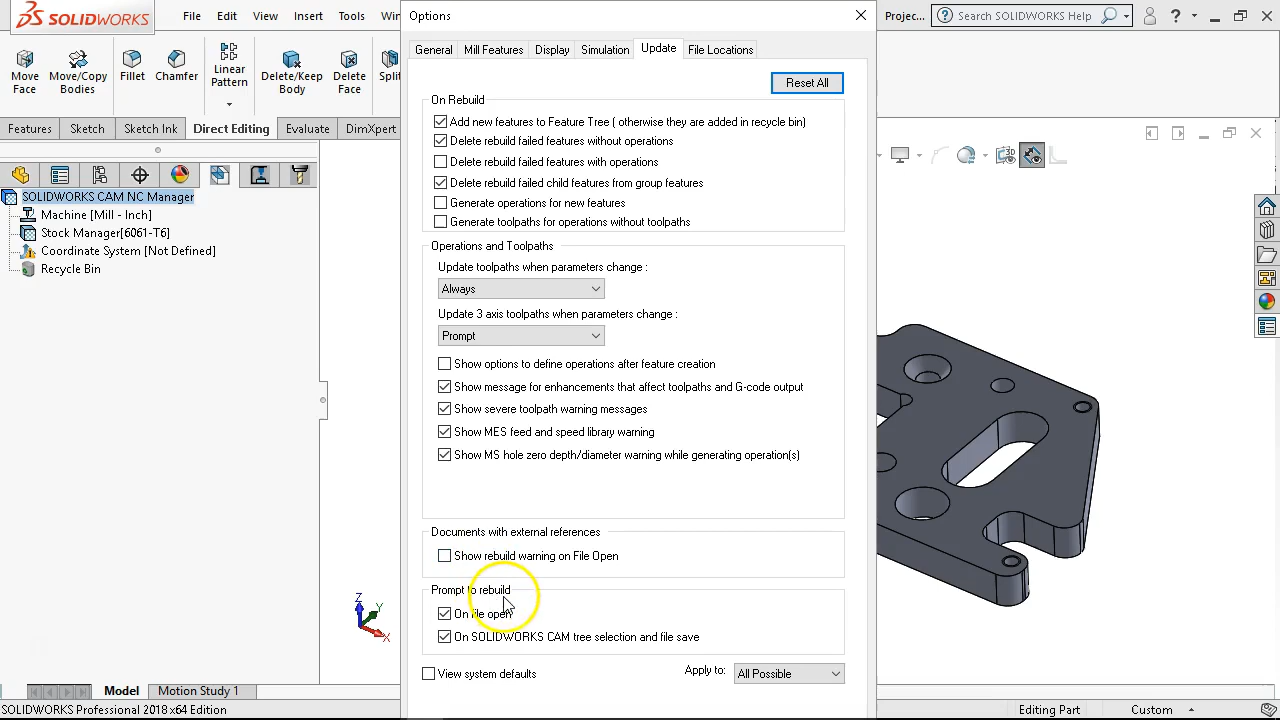 SOLIDWORKS
File Edit View Insert Tools
Options
Projec...
Search SOLIDWORKS Help
?
Move Face
Move/Copy Bodies
Fillet
Chamfer
Linear Pattern
Delete/Keep Body
Delete Face
Features Sketch Sketch Ink Direct Editing Evaluate DimXpert
SOLIDWORKS CAM NC Manager
Machine [Mill - Inch]
Stock Manager[6061-T6]
Coordinate System [Not Defined]
Recycle Bin
General Mill Features Display Simulation Update File Locations
Reset All
On Rebuild
Add new features to Feature Tree ( otherwise they are added in recycle bin)
Delete rebuild failed features without operations
Delete rebuild failed features with operations
Delete rebuild failed child features from group features
Generate operations for new features
Generate toolpaths for operations without toolpaths
Operations and Toolpaths
Update toolpaths when parameters change :
Always
Update 3 axis toolpaths when parameters change :
Prompt
Show options to define operations after feature creation
Show message for enhancements that affect toolpaths and G-code output
Show severe toolpath warning messages
Show MES feed and speed library warning
Show MS hole zero depth/diameter warning while generating operation(s)
Documents with external references
Show rebuild warning on File Open
Prompt to rebuild
On file open
On SOLIDWORKS CAM tree selection and file save
View system defaults
Apply to: All Possible
Z
Y
X
Model Motion Study 1
SOLIDWORKS Professional 2018 x64 Edition
Editing Part
Custom